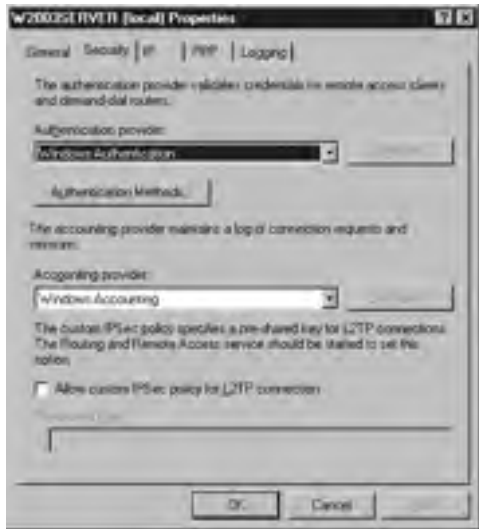 W2003SERVER (local) Properties
General Security IP PPP Logging
The authentication provider validates credentials for remote access clients
and demand-dial routers.
Authentication provider:
Windows Authentication
Authentication Methods...
The accounting provider maintains a log of connection requests and
sessions.
Accounting provider:
Windows Accounting
The custom IPSec policy specifies a pre-shared key for L2TP connections.
The Routing and Remote Access service should be started to set this
option.
Allow custom IPSec policy for L2TP connection
OK Cancel